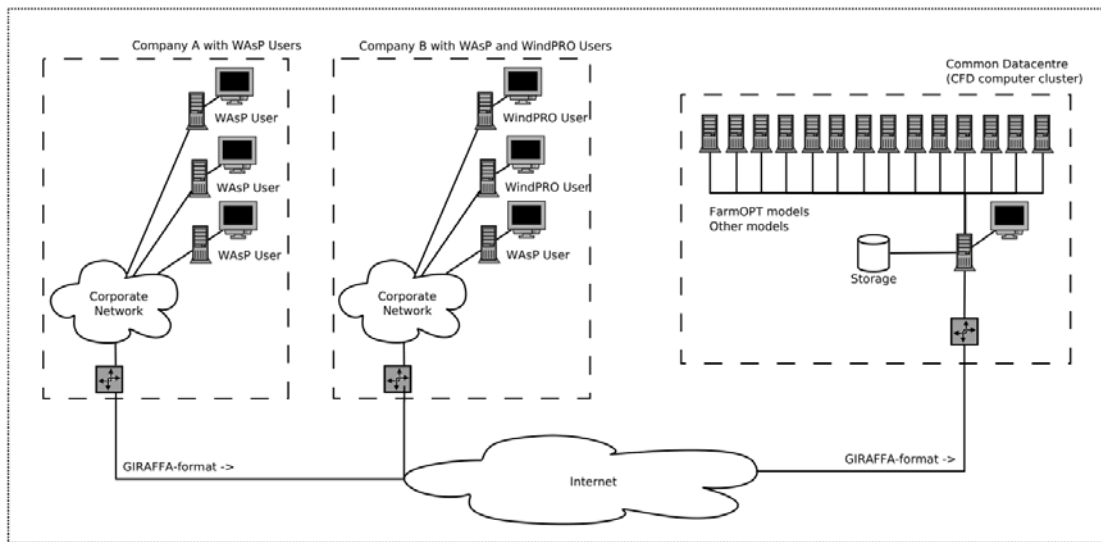 Company A with WAsP Users
WAsP User
WAsP User
WAsP User
Corporate
Network
GIRAFFA-format ->
Company B with WAsP and WindPRO Users
WindPRO User
WindPRO User
WAsP User
Corporate
Network
Internet
Common Datacentre
(CFD computer cluster)
FarmOPT models
Other models
Storage
GIRAFFA-format ->